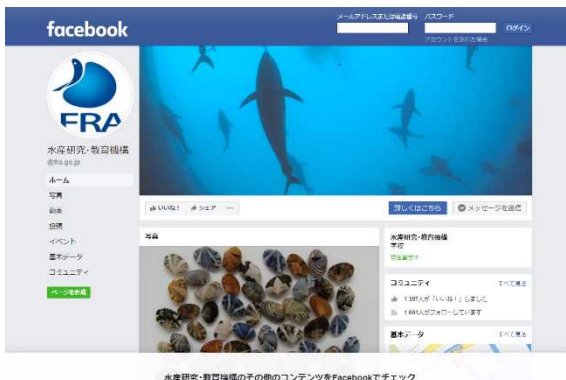 facebook
メールアドレスまたは電話番号 パスワード
ログイン
アカウントを忘れた場合
FRA
水産研究・教育機構
@fra.go.jp
ホーム
写真
動画
投稿
イベント
基本データ
コミュニティ
ページを作成
いいね！ シェア ...
詳しくはこちら メッセージを送信
写真
水産研究・教育機構
学校
現在営業中
コミュニティ すべて見る
1,397人が「いいね！」しました
1,601人がフォローしています
基本データ すべて見る
水産研究・教育機構のその他のコンテンツをFacebookでチェック